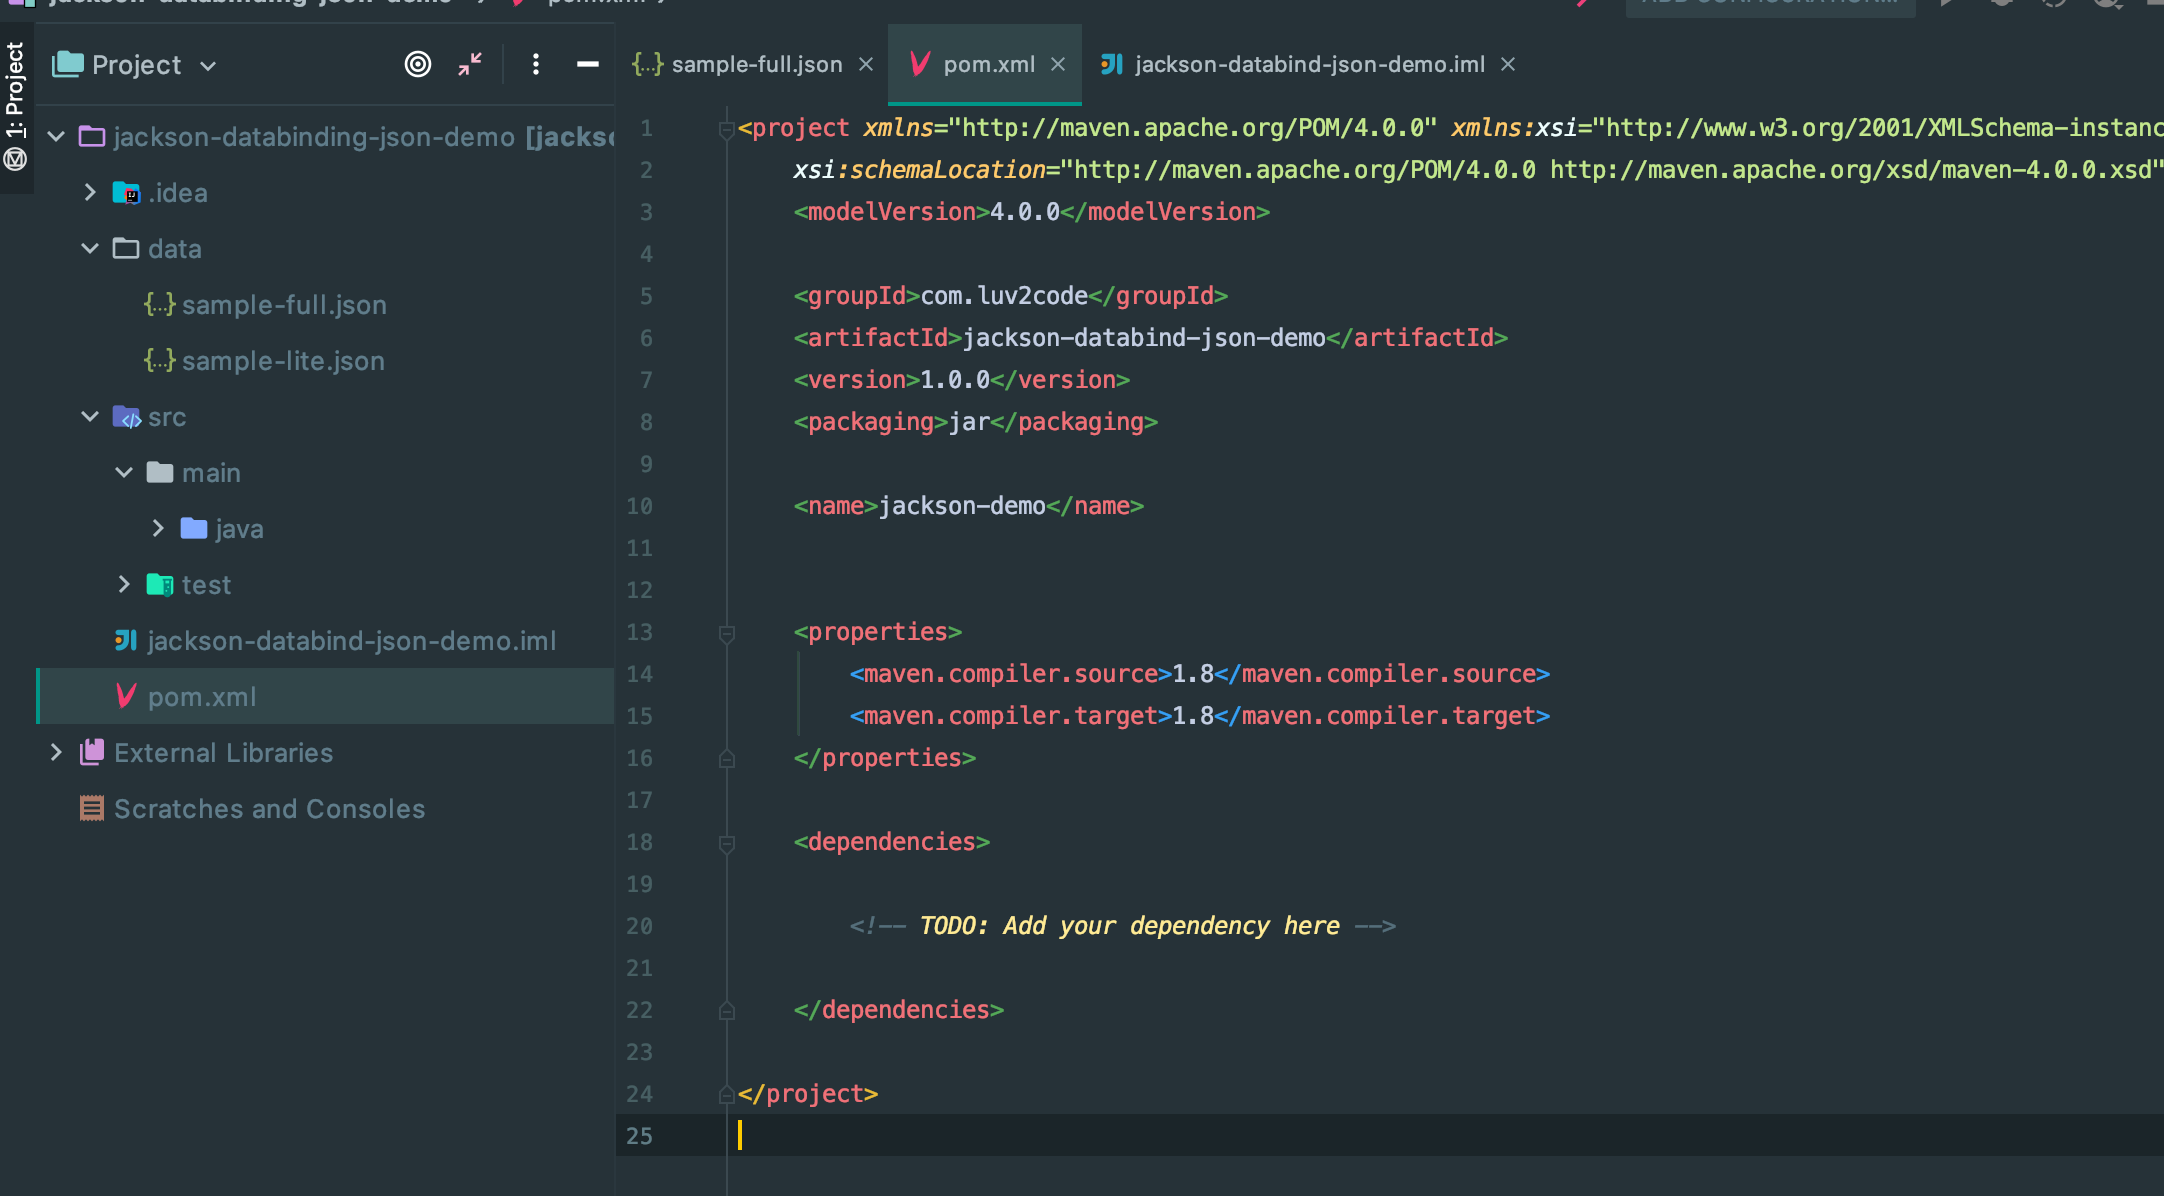 Project
1: Project
jackson-databinding-json-demo [jacks
.idea
data
sample-full.json
sample-lite.json
src
main
java
test
jackson-databind-json-demo.iml
pom.xml
External Libraries
Scratches and Consoles
sample-full.json
pom.xml
jackson-databind-json-demo.iml
1 <project xmlns="http://maven.apache.org/POM/4.0.0" xmlns:xsi="http://www.w3.org/2001/XMLSchema-instanc
2 xsi:schemaLocation="http://maven.apache.org/POM/4.0.0 http://maven.apache.org/xsd/maven-4.0.0.xsd"
3 <modelVersion>4.0.0</modelVersion>
4
5 <groupId>com.luv2code</groupId>
6 <artifactId>jackson-databind-json-demo</artifactId>
7 <version>1.0.0</version>
8 <packaging>jar</packaging>
9
10 <name>jackson-demo</name>
11
12
13 <properties>
14 <maven.compiler.source>1.8</maven.compiler.source>
15 <maven.compiler.target>1.8</maven.compiler.target>
16 </properties>
17
18 <dependencies>
19
20 <!-- TODO: Add your dependency here -->
21
22 </dependencies>
23
24 </project>
25